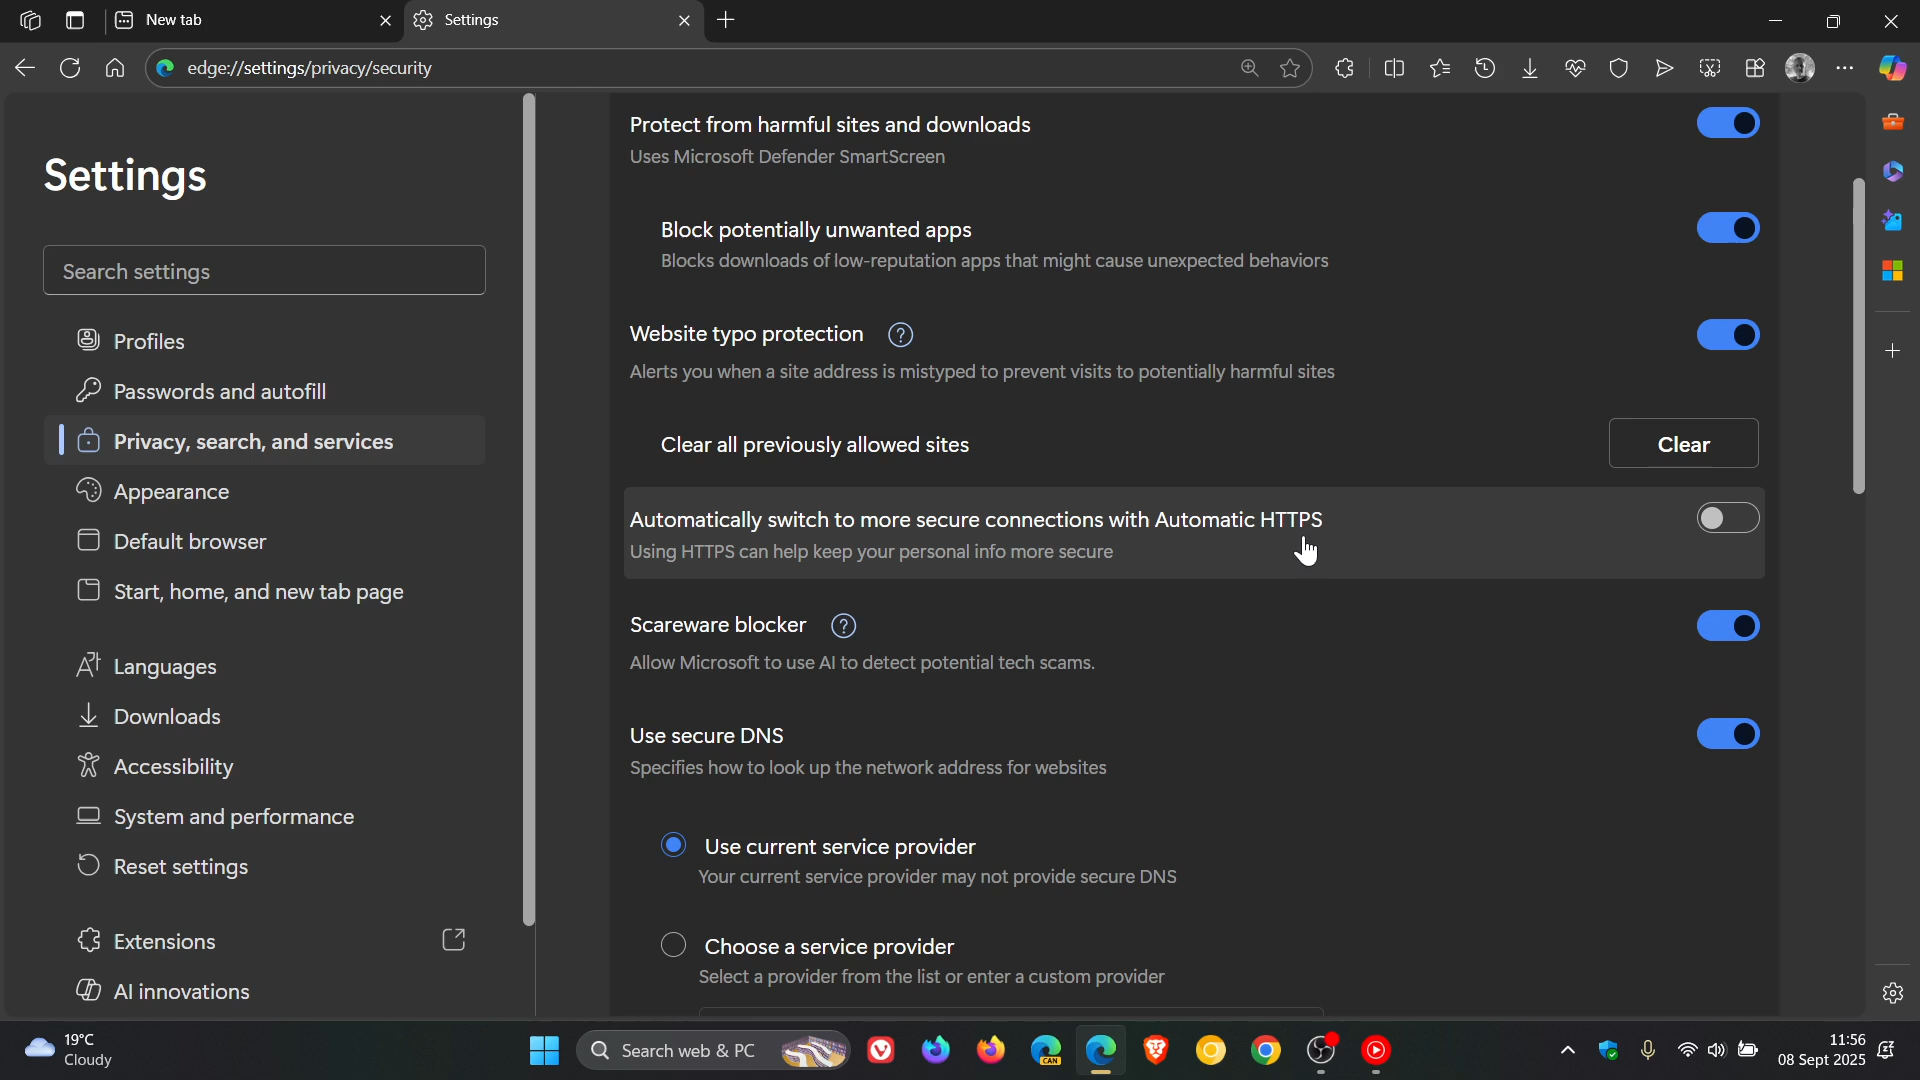 New tab
Settings
edge://settings/privacy/security
Settings
Search settings
Profiles
Passwords and autofill
Privacy, search, and services
Appearance
Default browser
Start, home, and new tab page
Languages
Downloads
Accessibility
System and performance
Reset settings
Extensions
AI innovations
Protect from harmful sites and downloads
Uses Microsoft Defender SmartScreen
Block potentially unwanted apps
Blocks downloads of low-reputation apps that might cause unexpected behaviors
Website typo protection
Alerts you when a site address is mistyped to prevent visits to potentially harmful sites
Clear all previously allowed sites
Clear
Automatically switch to more secure connections with Automatic HTTPS
Using HTTPS can help keep your personal info more secure
Scareware blocker
Allow Microsoft to use AI to detect potential tech scams.
Use secure DNS
Specifies how to look up the network address for websites
Use current service provider
Your current service provider may not provide secure DNS
Choose a service provider
Select a provider from the list or enter a custom provider
19°C
Cloudy
Search web & PC
CAN
11:56
08 Sept 2025